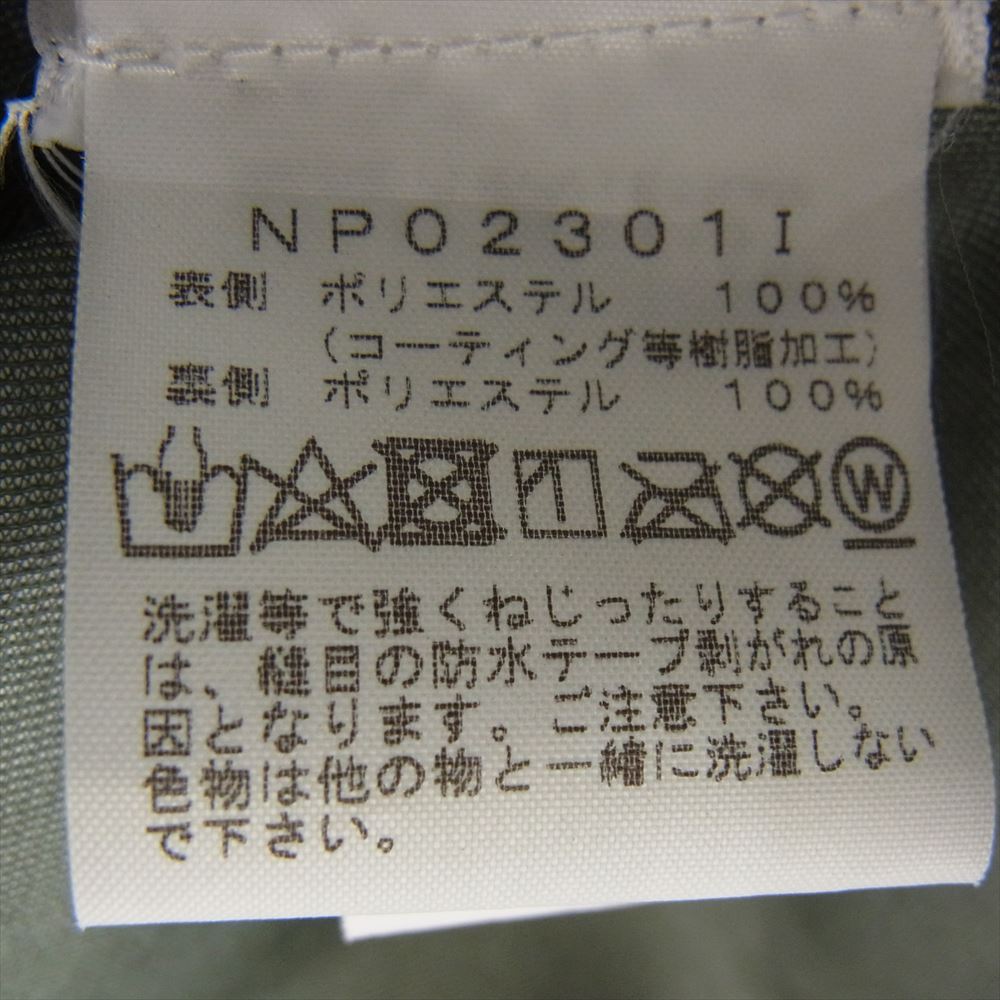 NP02301I
表側 ポリエステル 100%
(コーティング等樹脂加工)
裏側 ポリエステル 100%
W
洗濯等で強くねじったりすること
は、縫目の防水テープ剥がれの原
因となります。ご注意下さい。
色物は他の物と一緒に洗濯しない
で下さい。